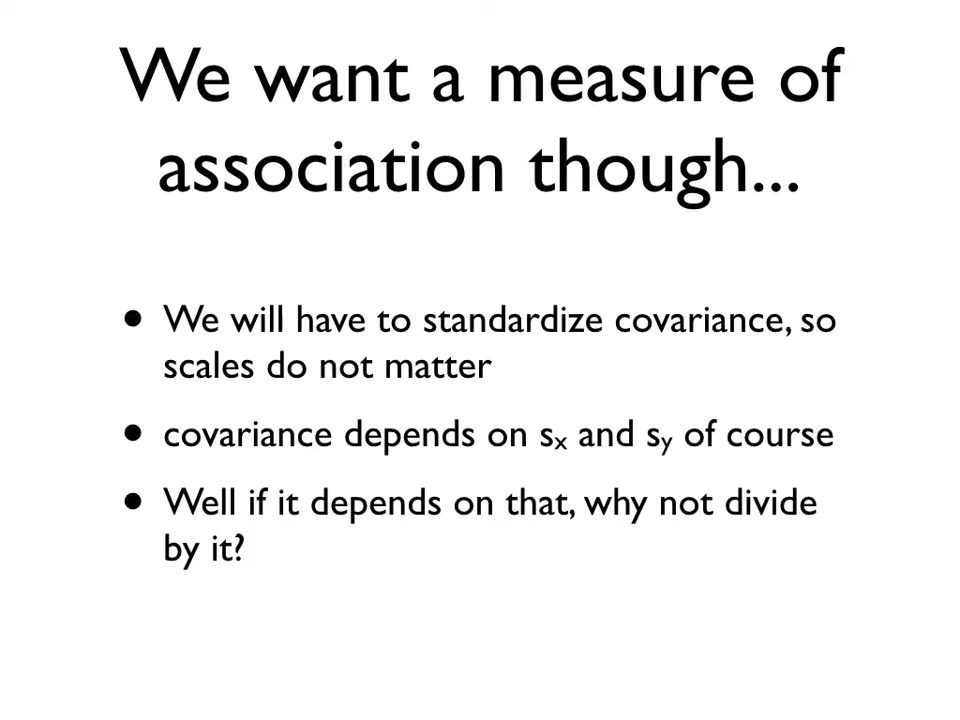 We want a measure of
association though...
• We will have to standardize covariance, so
scales do not matter
• covariance depends on sx and sy of course
• Well if it depends on that, why not divide
by it?